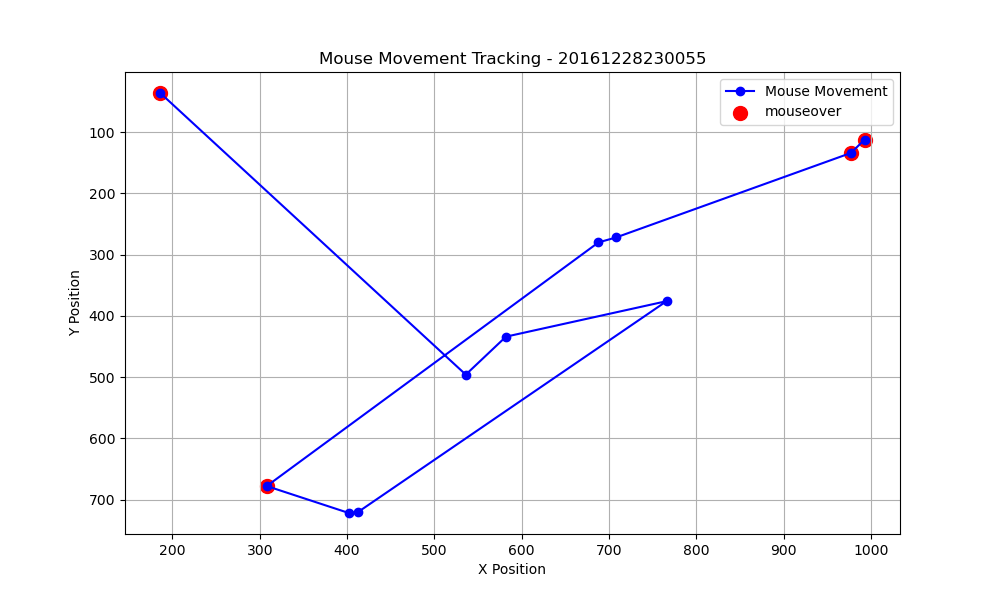 Mouse Movement Tracking - 20161228230055
Mouse Movement
mouseover
Y Position
100
200
300
400
500
600
700
200 300 400 500 600 700 800 900 1000
X Position